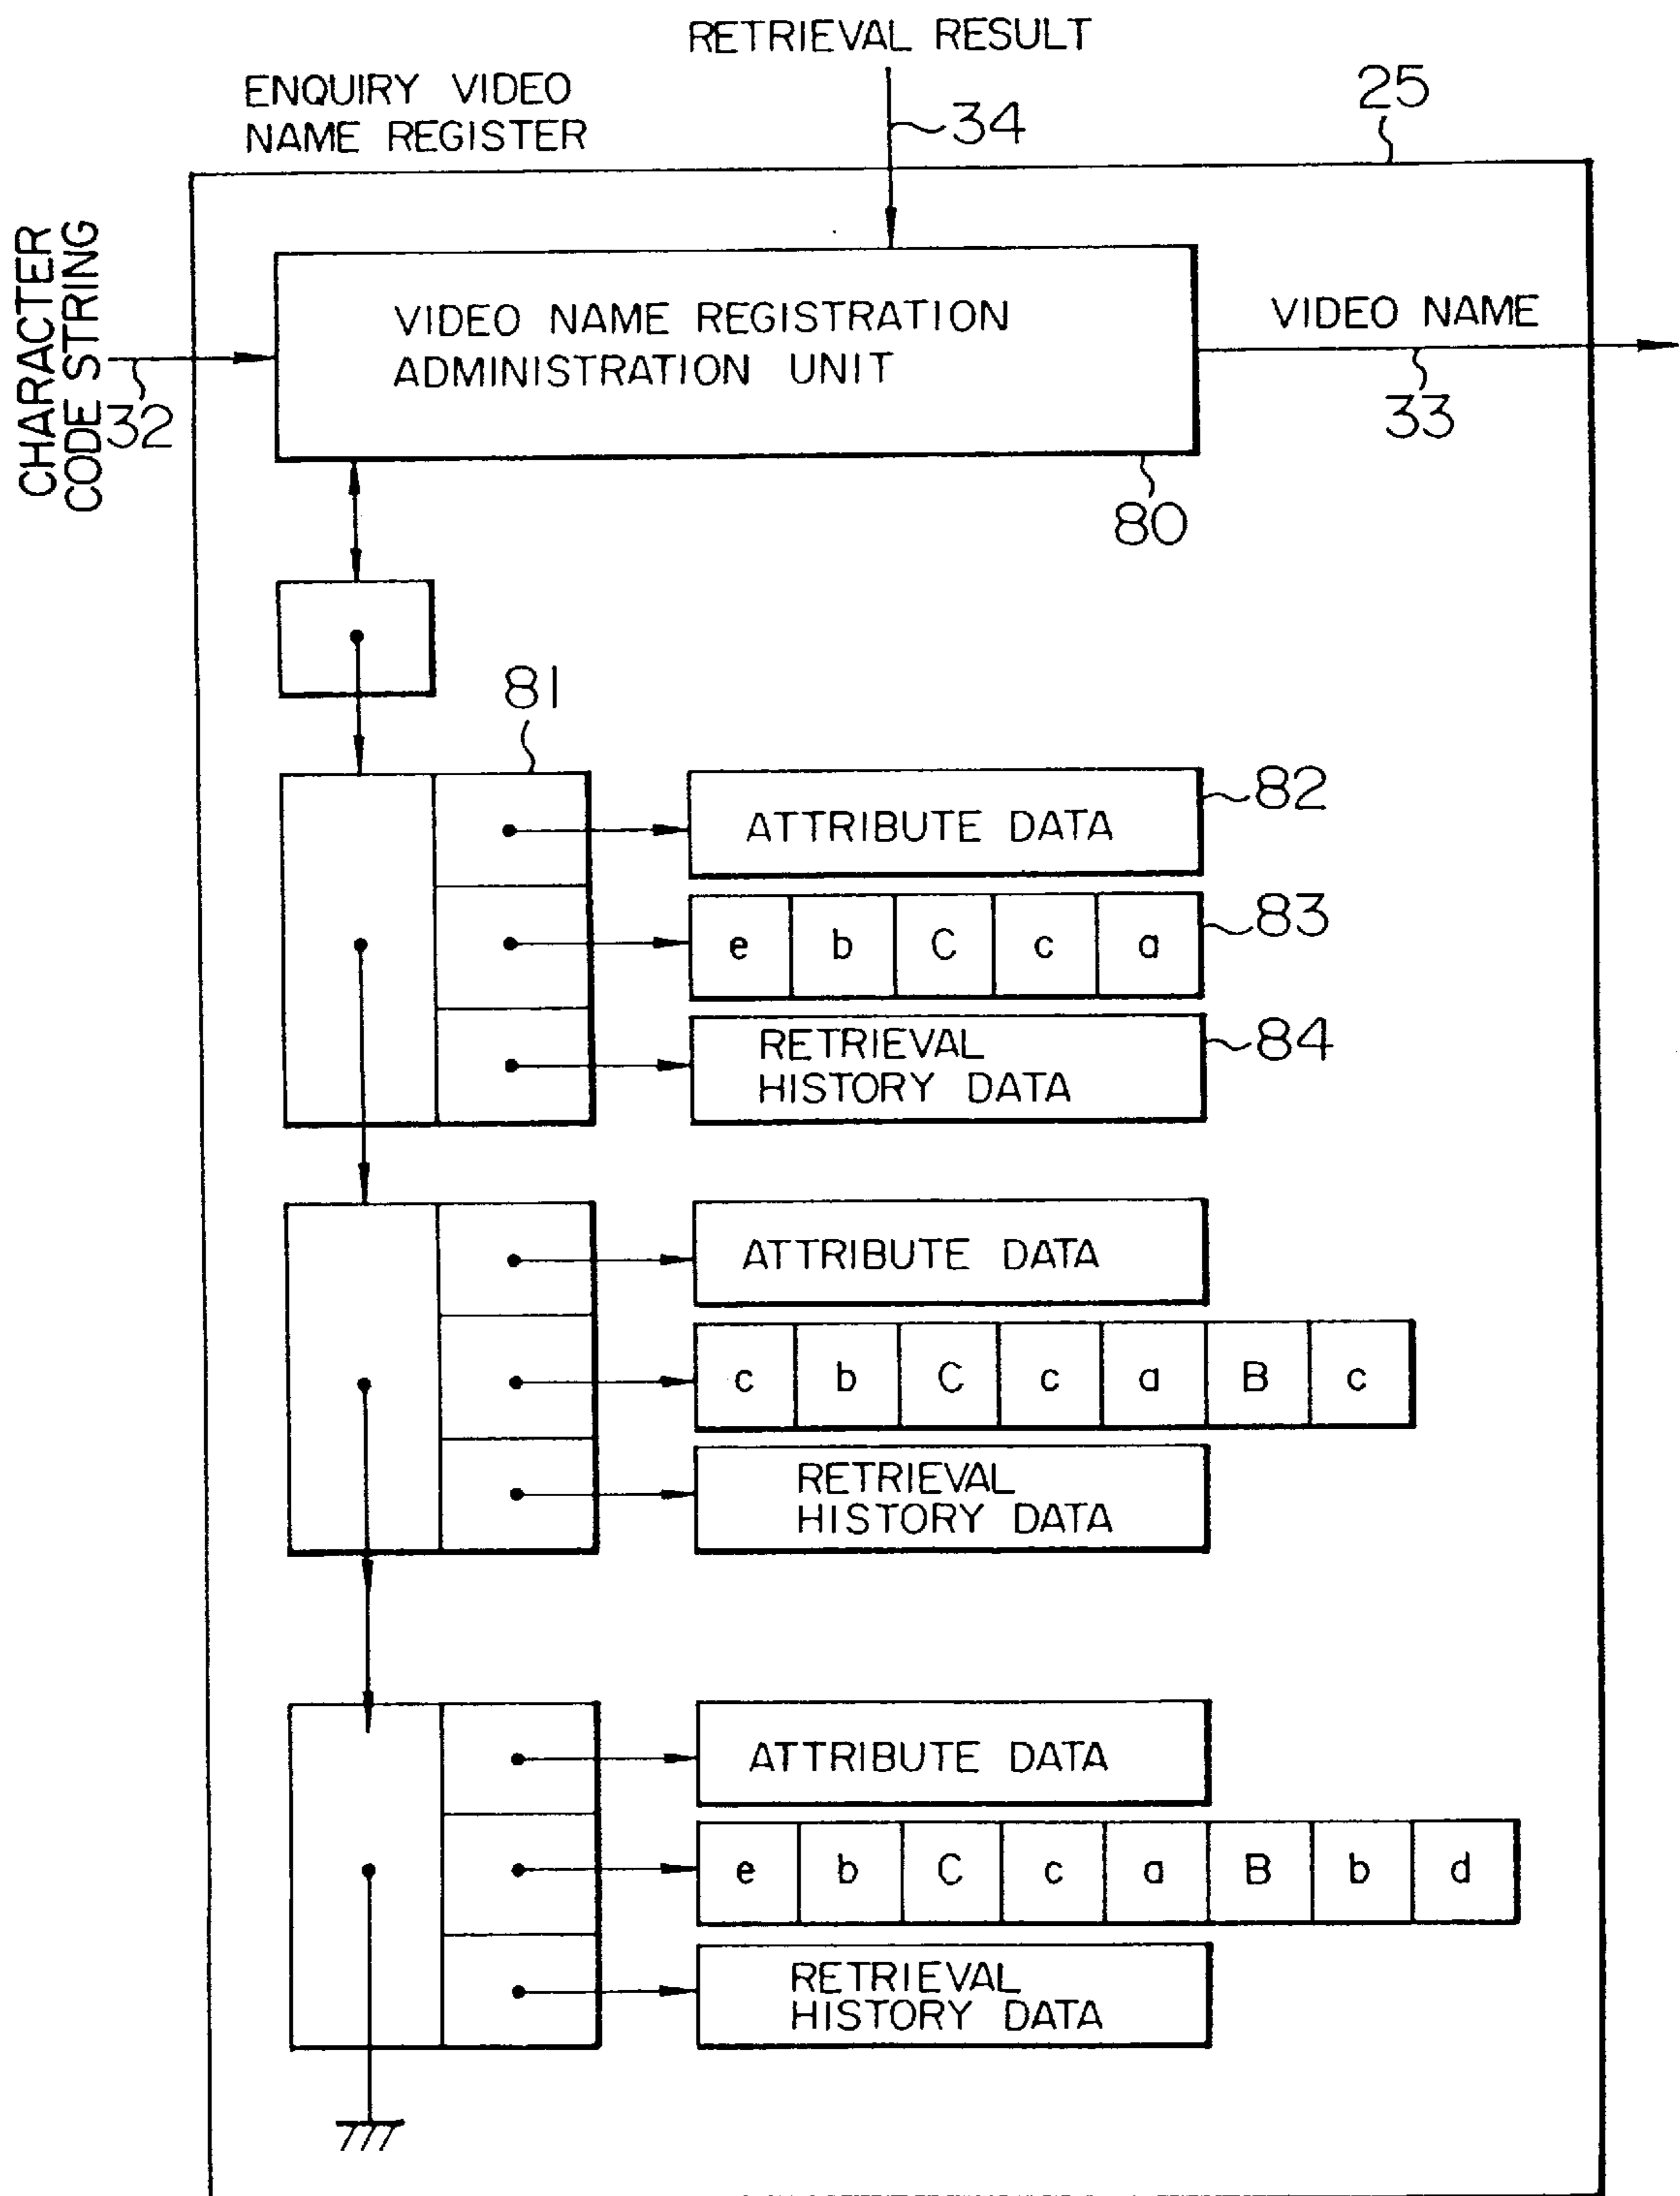 RETRIEVAL RESULT
ENQUIRY VIDEO
NAME REGISTER
34
25
CHARACTER
CODE STRING
32
VIDEO NAME REGISTRATION
ADMINISTRATION UNIT
VIDEO NAME
33
80
81
ATTRIBUTE DATA
82
e b C c a
83
RETRIEVAL
HISTORY DATA
84
ATTRIBUTE DATA
c b C c a B c
RETRIEVAL
HISTORY DATA
ATTRIBUTE DATA
e b C c a B b d
RETRIEVAL
HISTORY DATA